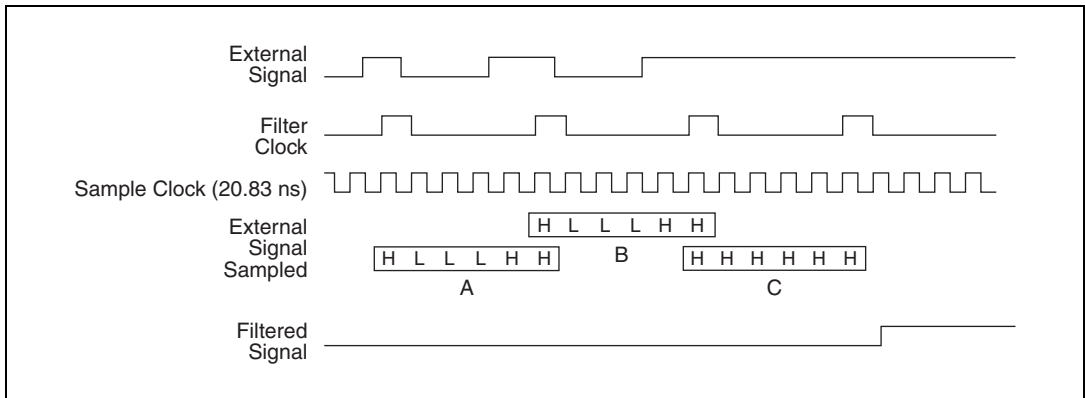 External
Signal
Filter
Clock
Sample Clock (20.83 ns)
External
Signal
Sampled
H L L L H H
B
H L L L H H
A
H H H H H H
C
Filtered
Signal